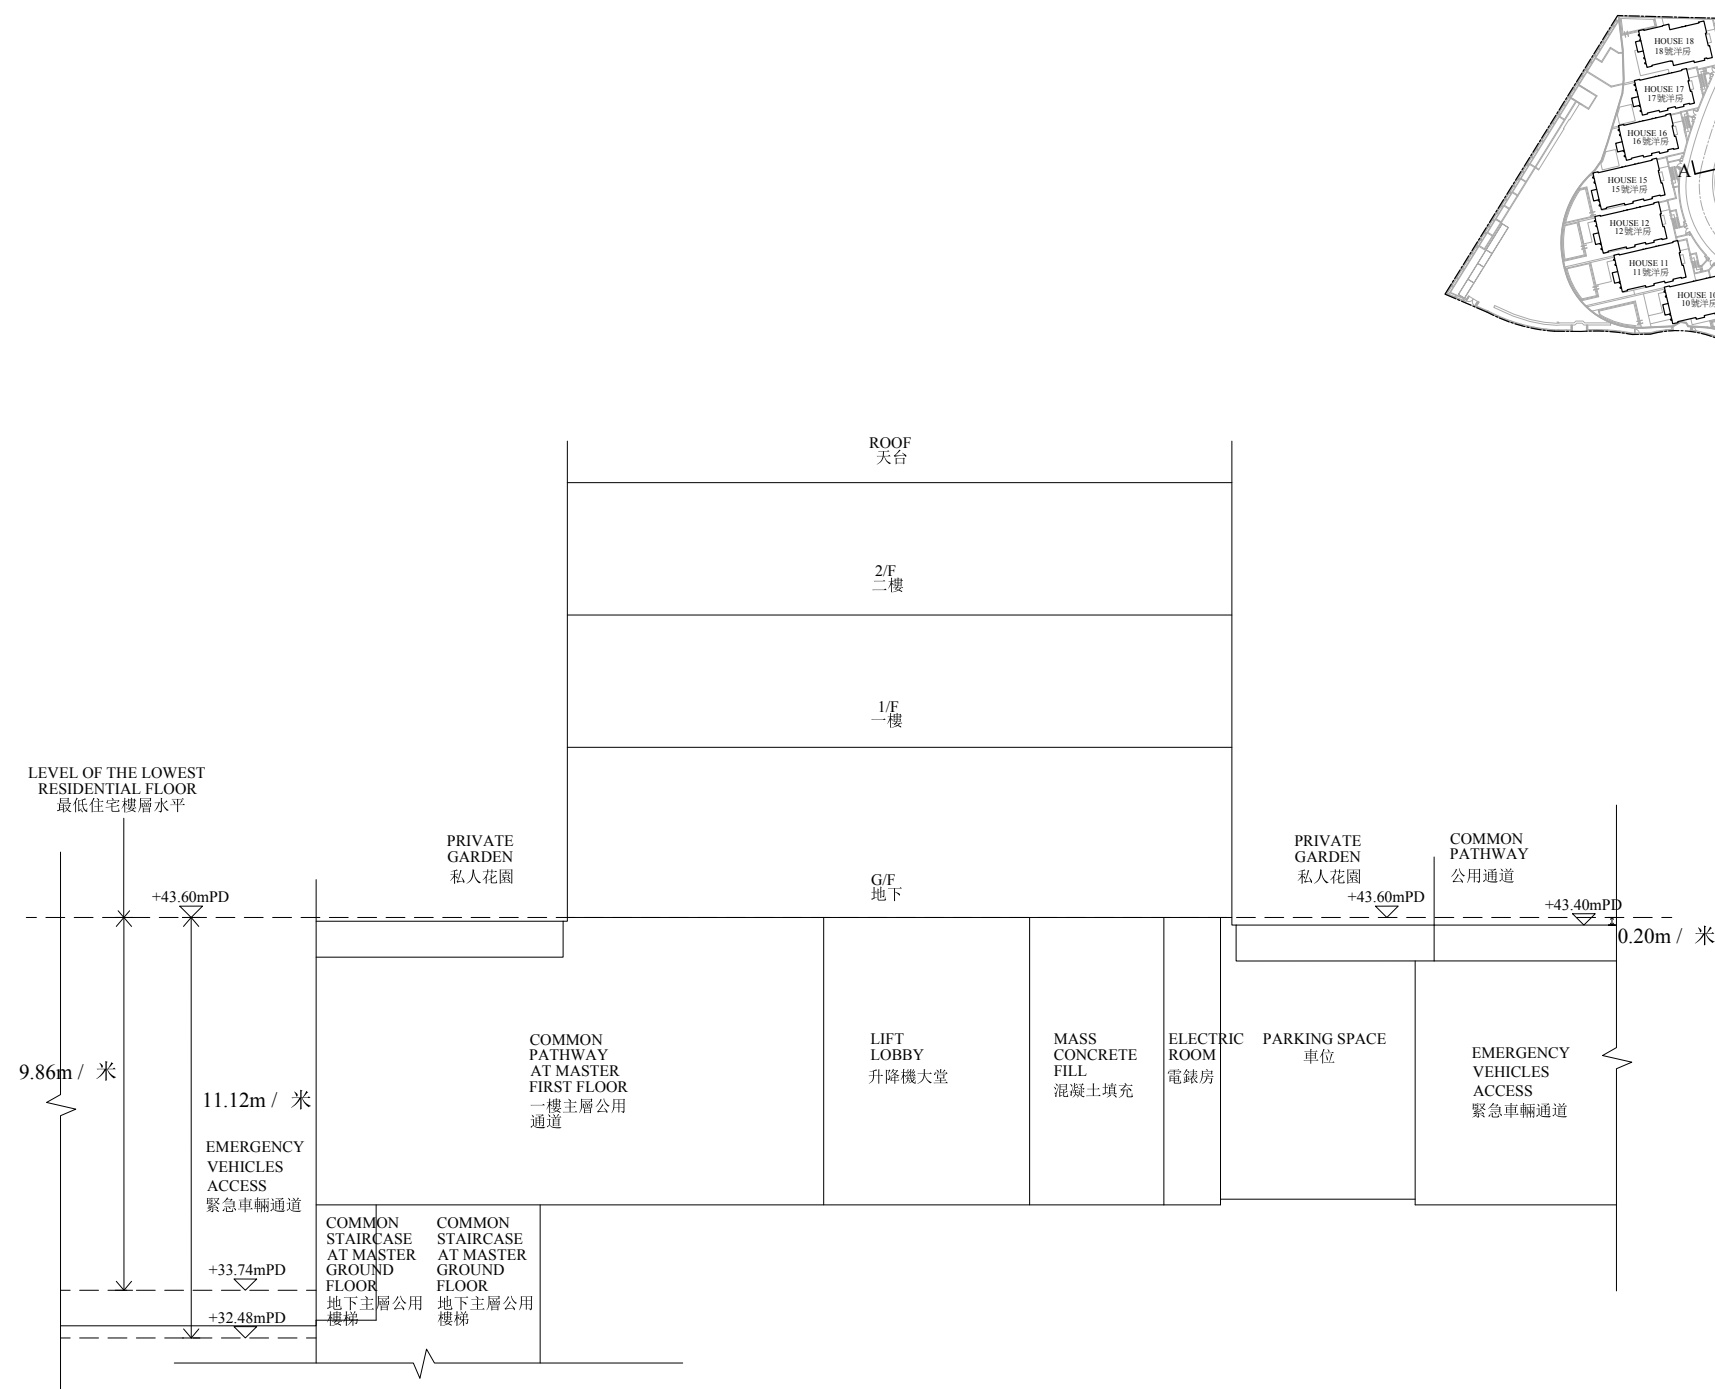 HOUSE 18
18號洋房
HOUSE 17
17號洋房
HOUSE 16
16號洋房
A
HOUSE 15
15號洋房
HOUSE 12
12號洋房
HOUSE 11
11號洋房
HOUSE 10
10號洋房
ROOF
天台
2/F
二樓
1/F
一樓
LEVEL OF THE LOWEST
RESIDENTIAL FLOOR
最低住宅樓層水平
PRIVATE
GARDEN
私人花園
G/F
地下
PRIVATE
GARDEN
私人花園
COMMON
PATHWAY
公用通道
+43.60mPD
+43.60mPD
+43.40mPD
0.20m / 米
9.86m / 米
11.12m / 米
EMERGENCY
VEHICLES
ACCESS
緊急車輛通道
COMMON
PATHWAY
AT MASTER
FIRST FLOOR
一樓主層公用
通道
LIFT
LOBBY
升降機大堂
MASS
CONCRETE
FILL
混凝土填充
ELECTRIC
ROOM
電錶房
PARKING SPACE
車位
EMERGENCY
VEHICLES
ACCESS
緊急車輛通道
COMMON
STAIRCASE
AT MASTER
GROUND
FLOOR
地下主層公用
樓梯
COMMON
STAIRCASE
AT MASTER
GROUND
FLOOR
地下主層公用
樓梯
+33.74mPD
+32.48mPD